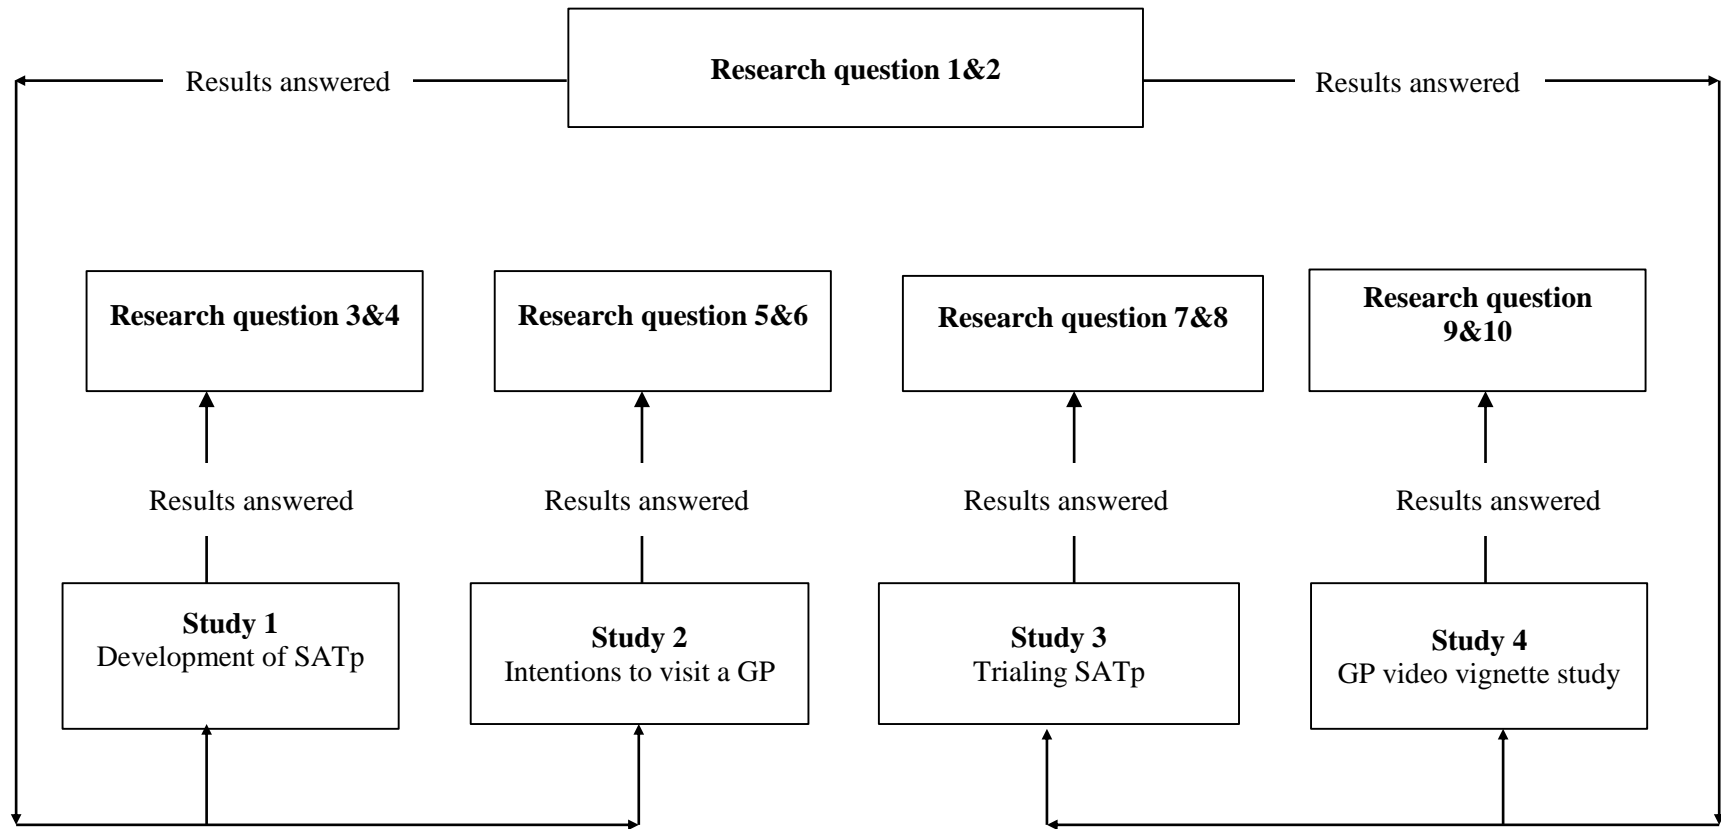 Research question 1&2
Results answered
Results answered
Research question 3&4
Research question 5&6
Research question 7&8
Research question
9&10
Results answered
Results answered
Results answered
Results answered
Study 1
Development of SATp
Study 2
Intentions to visit a GP
Study 3
Trialing SATp
Study 4
GP video vignette study